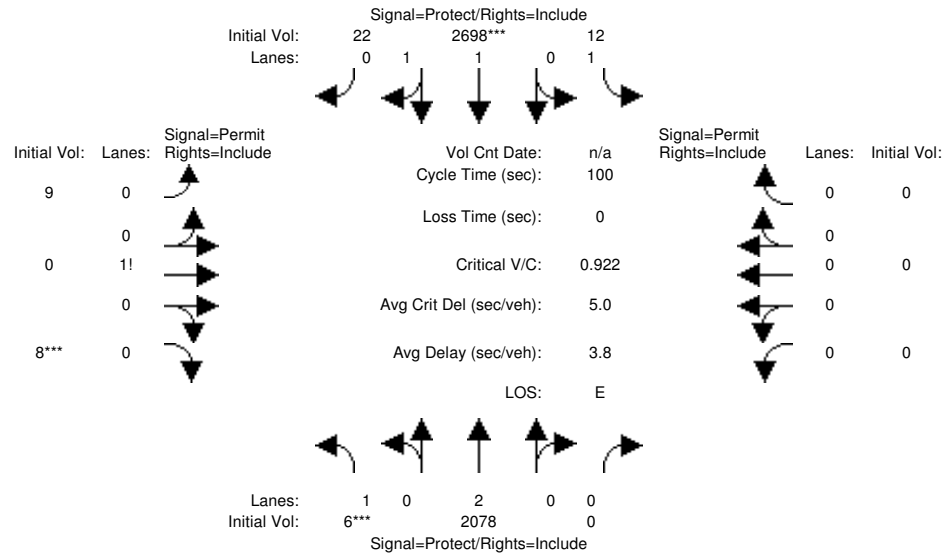 Signal=Protect/Rights=Include
Initial Vol: 22 2698*** 12
Lanes: 0 1 1 0 1
Signal=Permit Signal=Permit
Initial Vol: Lanes: Rights=Include Vol Cnt Date: n/a Rights=Include Lanes: Initial Vol:
Cycle Time (sec): 100
9 0 0 0
Loss Time (sec): 0
0 0
0 1! Critical V/C: 0.922 0 0
0 Avg Crit Del (sec/veh): 5.0 0
8*** 0 Avg Delay (sec/veh): 3.8 0 0
LOS: E
Lanes: 1 0 2 0 0
Initial Vol: 6*** 2078 0
Signal=Protect/Rights=Include